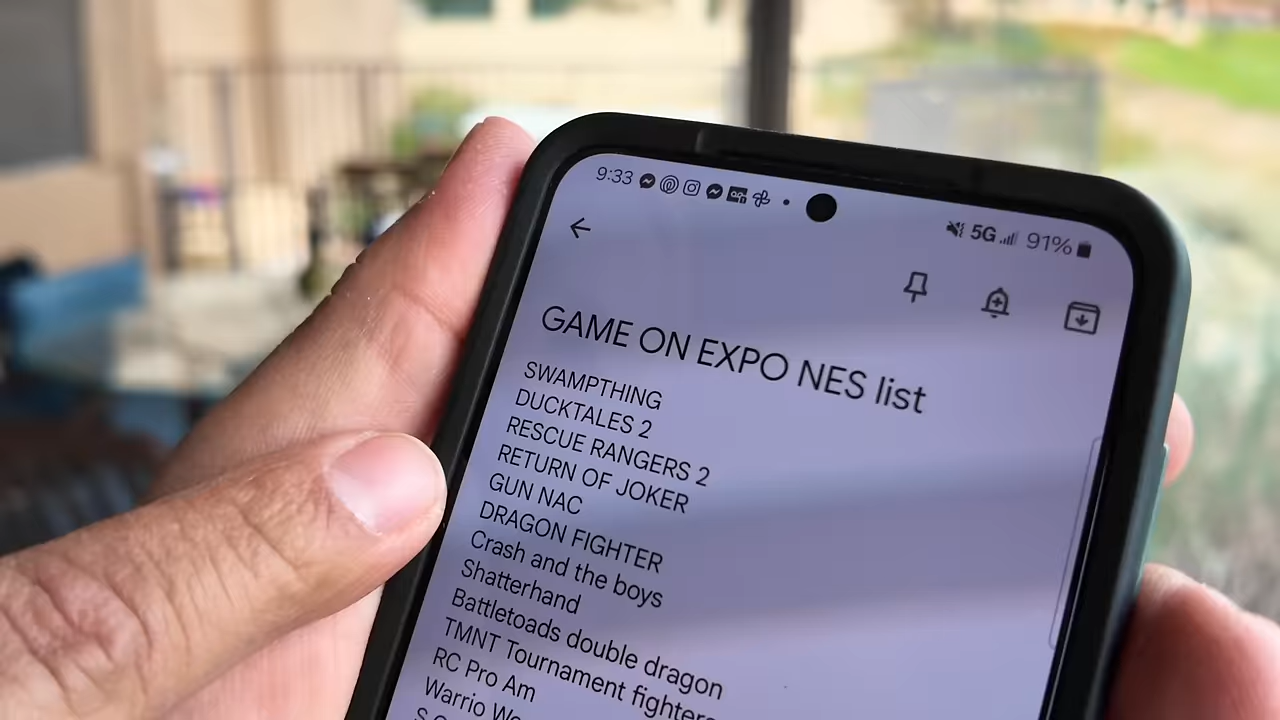 9:33 5G 91%
GAME ON EXPO NES list
SWAMPTHING
DUCKTALES 2
RESCUE RANGERS 2
RETURN OF JOKER
GUN NAC
DRAGON FIGHTER
Crash and the boys
Shatterhand
Battletoads double dragon
TMNT Tournament fighters
RC Pro Am
Warrio